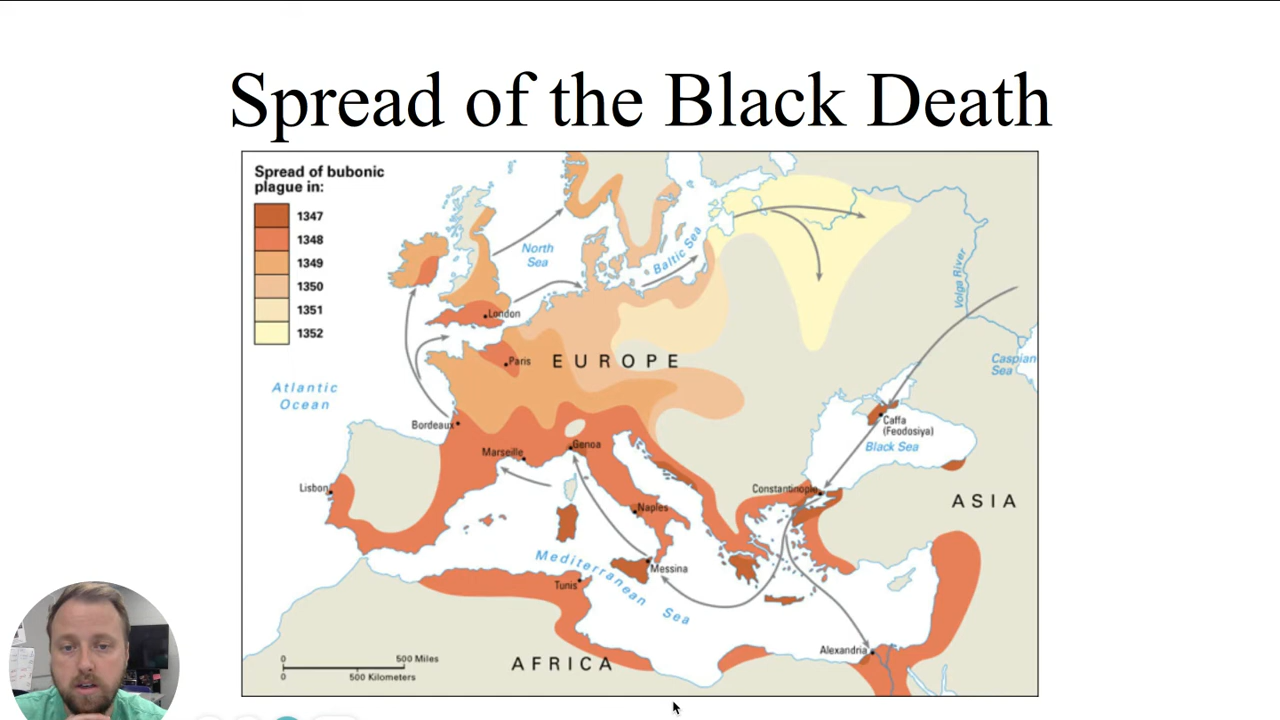 Spread of the Black Death
Spread of bubonic
plague in:
1347
1348
1349
1350
1351
1352
North
Sea
Baltic Sea
Volga River
London
Paris
EUROPE
Caspian
Sea
Atlantic
Ocean
Bordeaux
Caffa
(Feodosiya)
Black Sea
Marseille
Genoa
Lisbon
Constantinople
ASIA
Naples
Mediterranean Sea
Messina
Tunis
Alexandria
AFRICA
0
500 Miles
0
500 Kilometers